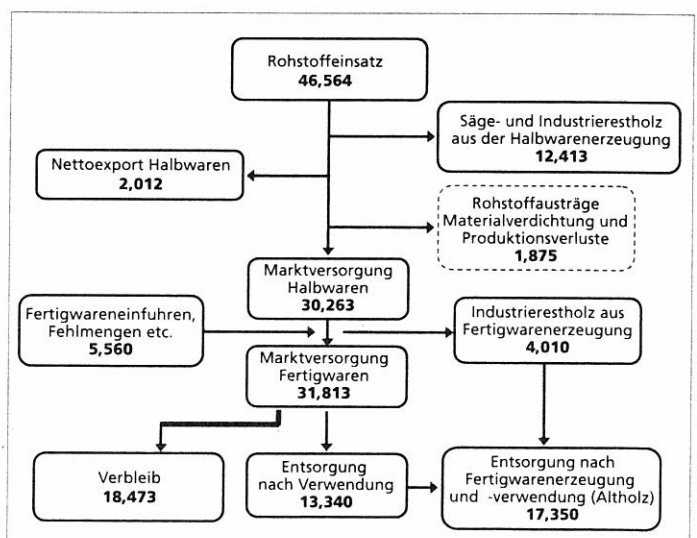 Rohstoffeinsatz
46,564
Säge- und Industrierestholz
aus der Halbwarenerzeugung
12,413
Nettoexport Halbwaren
2,012
Rohstoffausträge
Materialverdichtung und
Produktionsverluste
1,875
Marktversorgung
Halbwaren
30,263
Fertigwareneinfuhren,
Fehlmengen etc.
5,560
Industrierestholz aus
Fertigwarenerzeugung
4,010
Marktversorgung
Fertigwaren
31,813
Verbleib
18,473
Entsorgung
nach Verwendung
13,340
Entsorgung nach
Fertigwarenerzeugung
und -verwendung (Altholz)
17,350